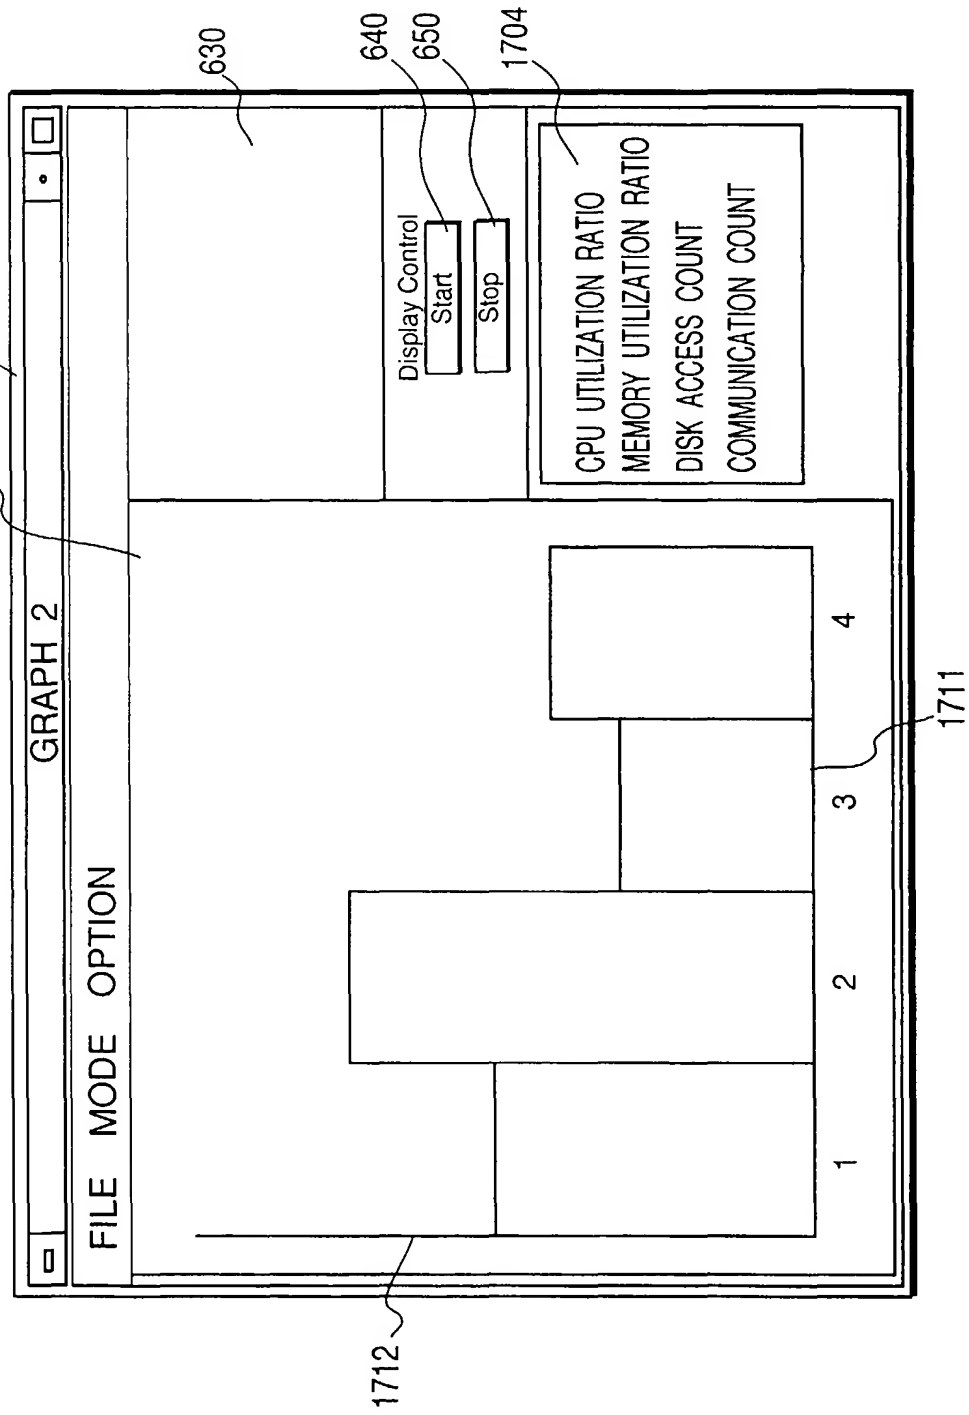 GRAPH 2
FILE MODE OPTION
630
Display Control
Start
Stop
640
650
1704
CPU UTILIZATION RATIO
MEMORY UTILIZATION RATIO
DISK ACCESS COUNT
COMMUNICATION COUNT
1712
1 2 3 4
1711